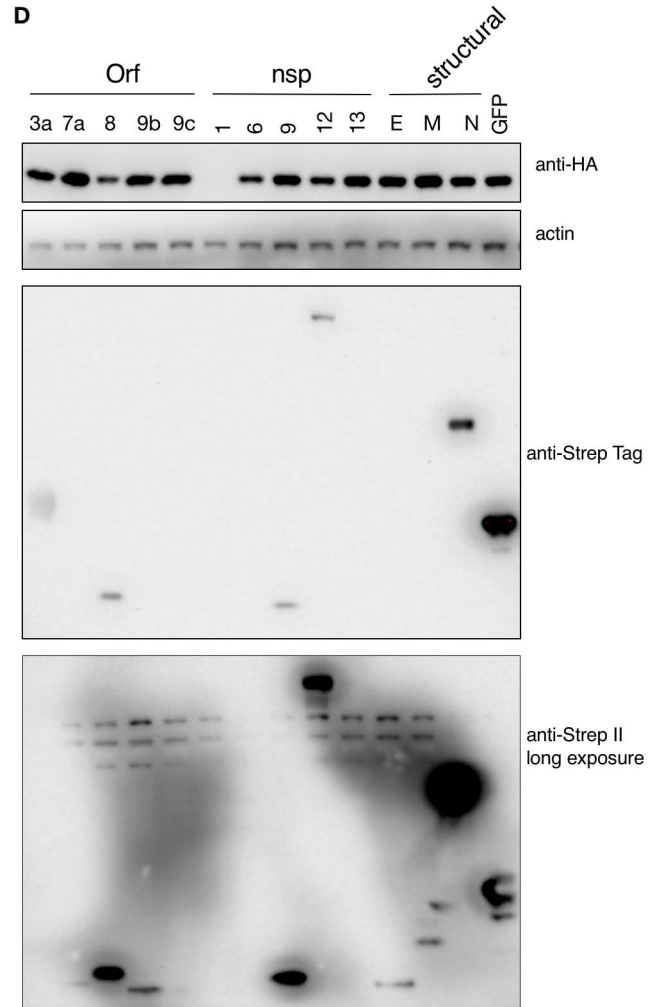 D
Orf nsp structural
3a 7a 8 9b 9c 1 6 9 12 13 E M N GFP
anti-HA
actin
anti-Strep Tag
anti-Strep II
long exposure